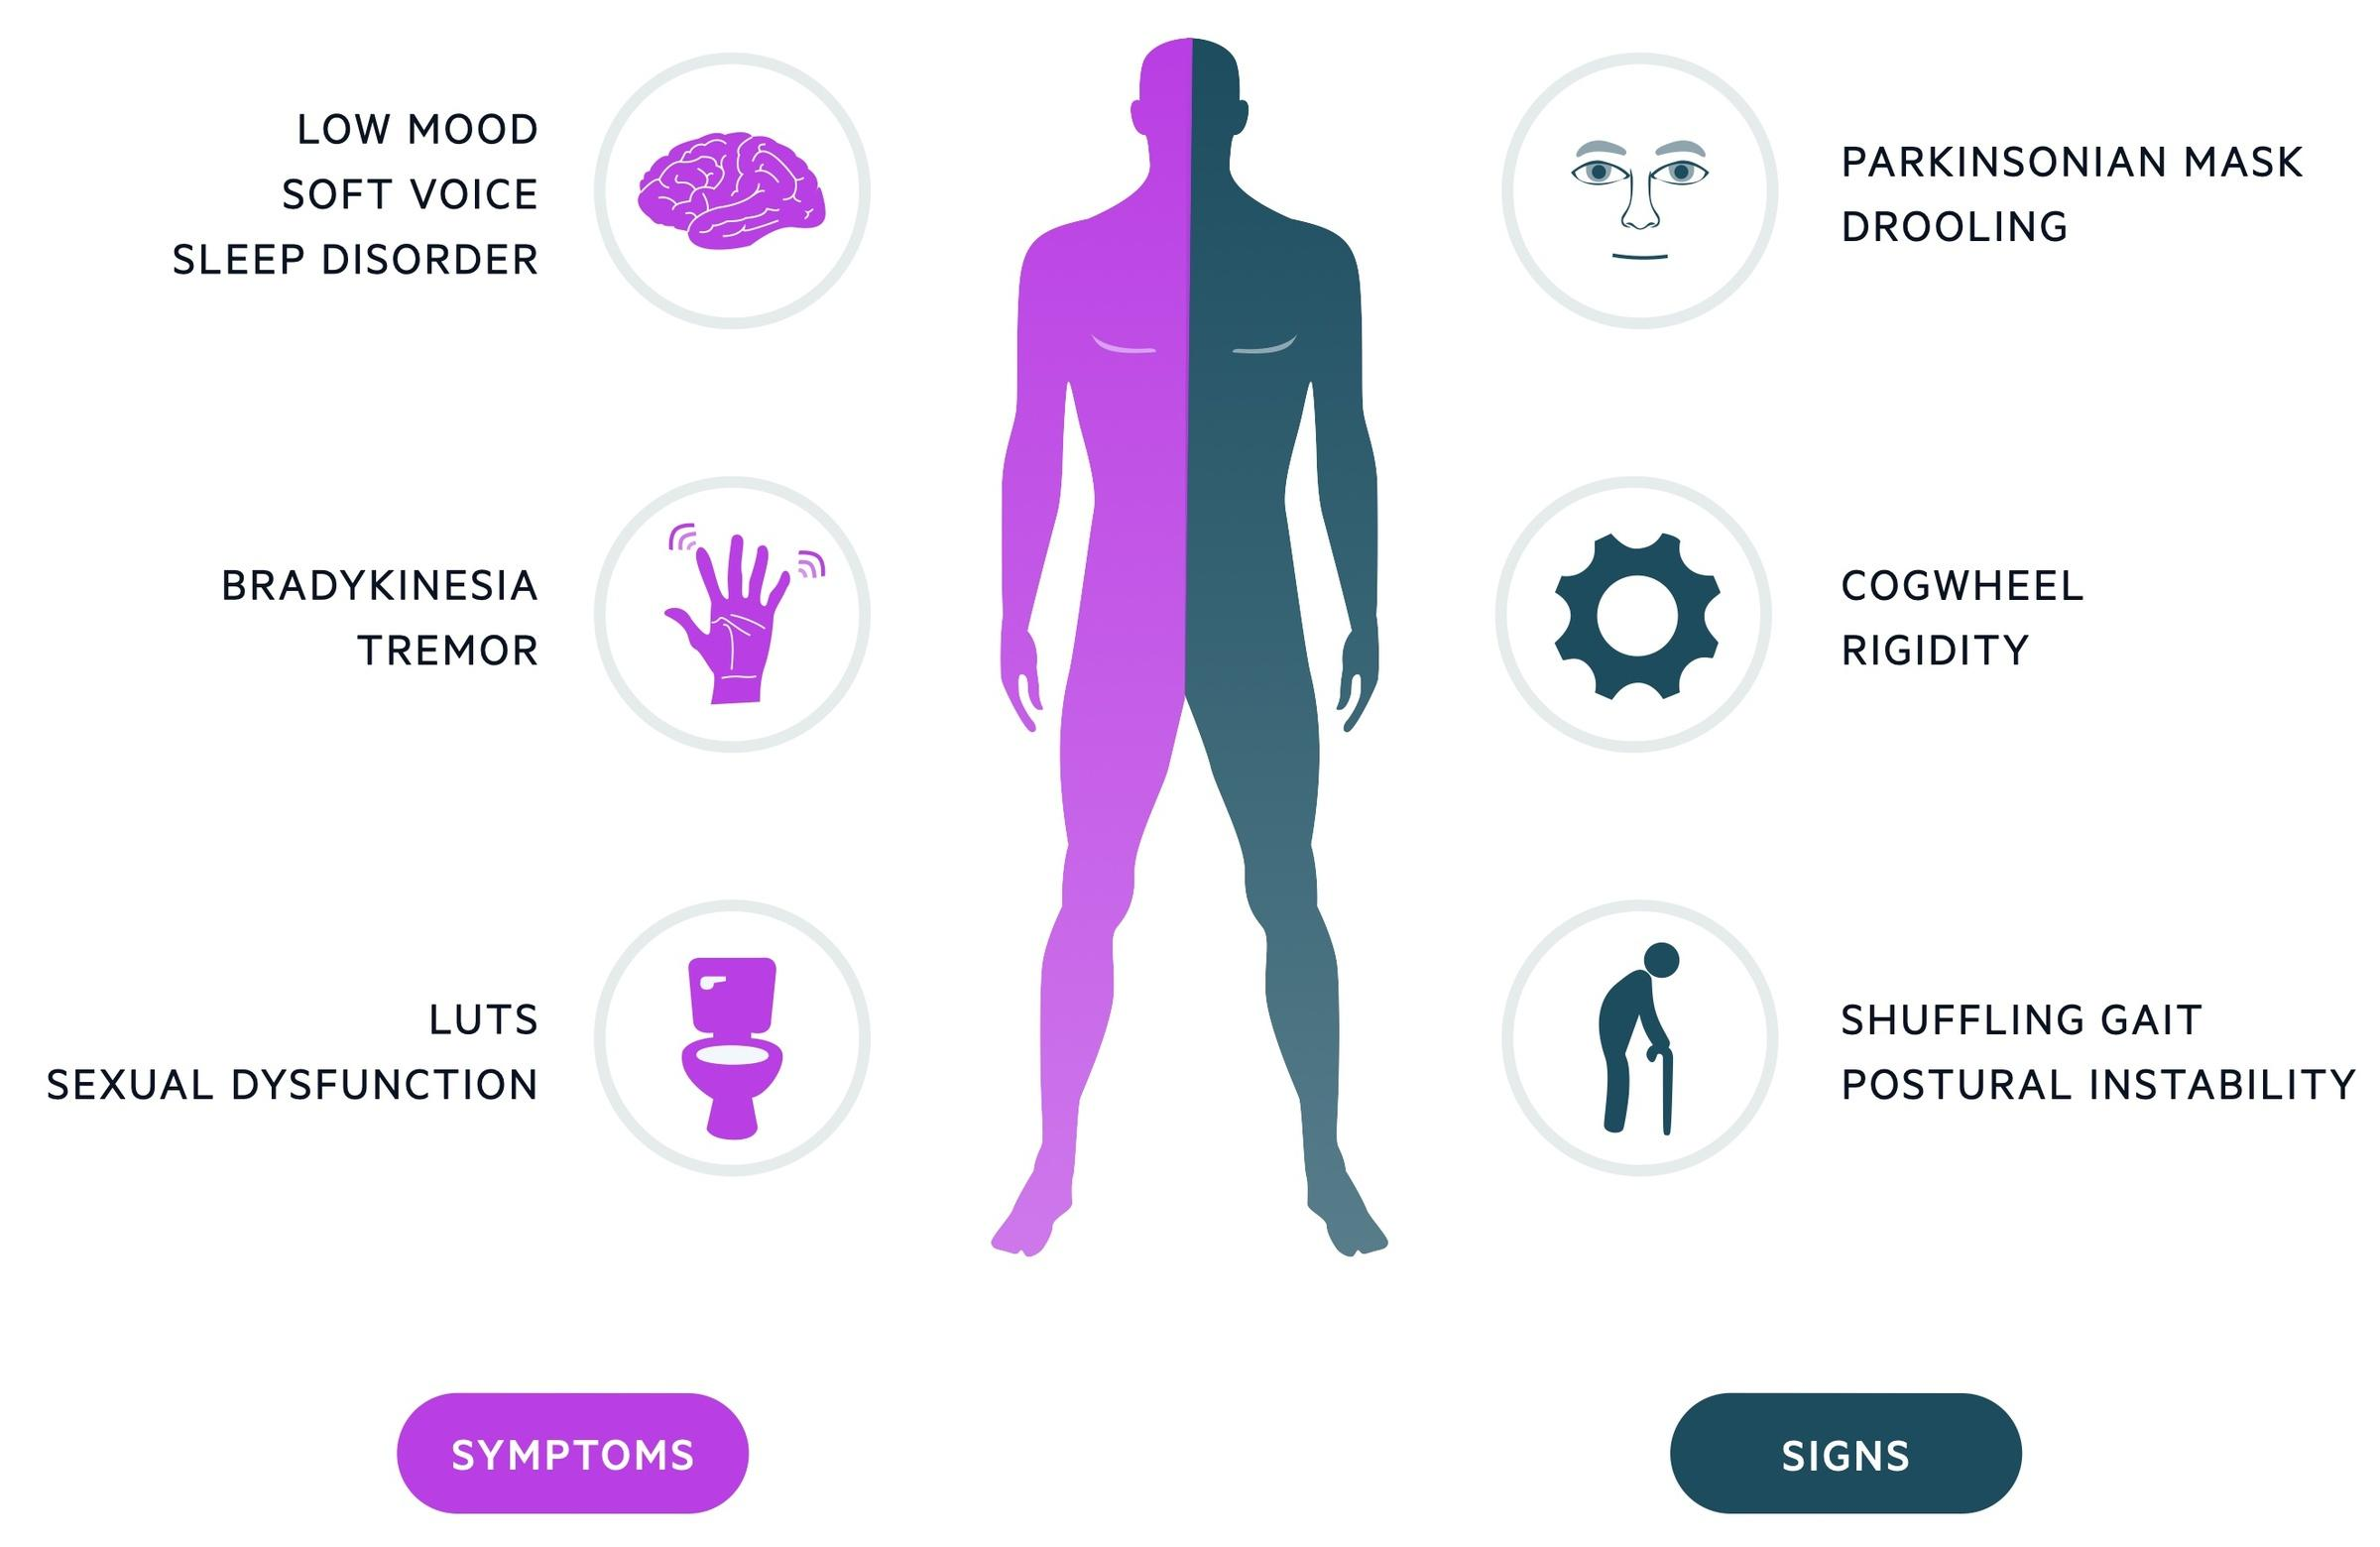 LOW MOOD
SOFT VOICE
SLEEP DISORDER
PARKINSONIAN MASK
DROOLING
BRADYKINESIA
TREMOR
COGWHEEL
RIGIDITY
LUTS
SEXUAL DYSFUNCTION
SHUFFLING GAIT
POSTURAL INSTABILITY
SYMPTOMS
SIGNS